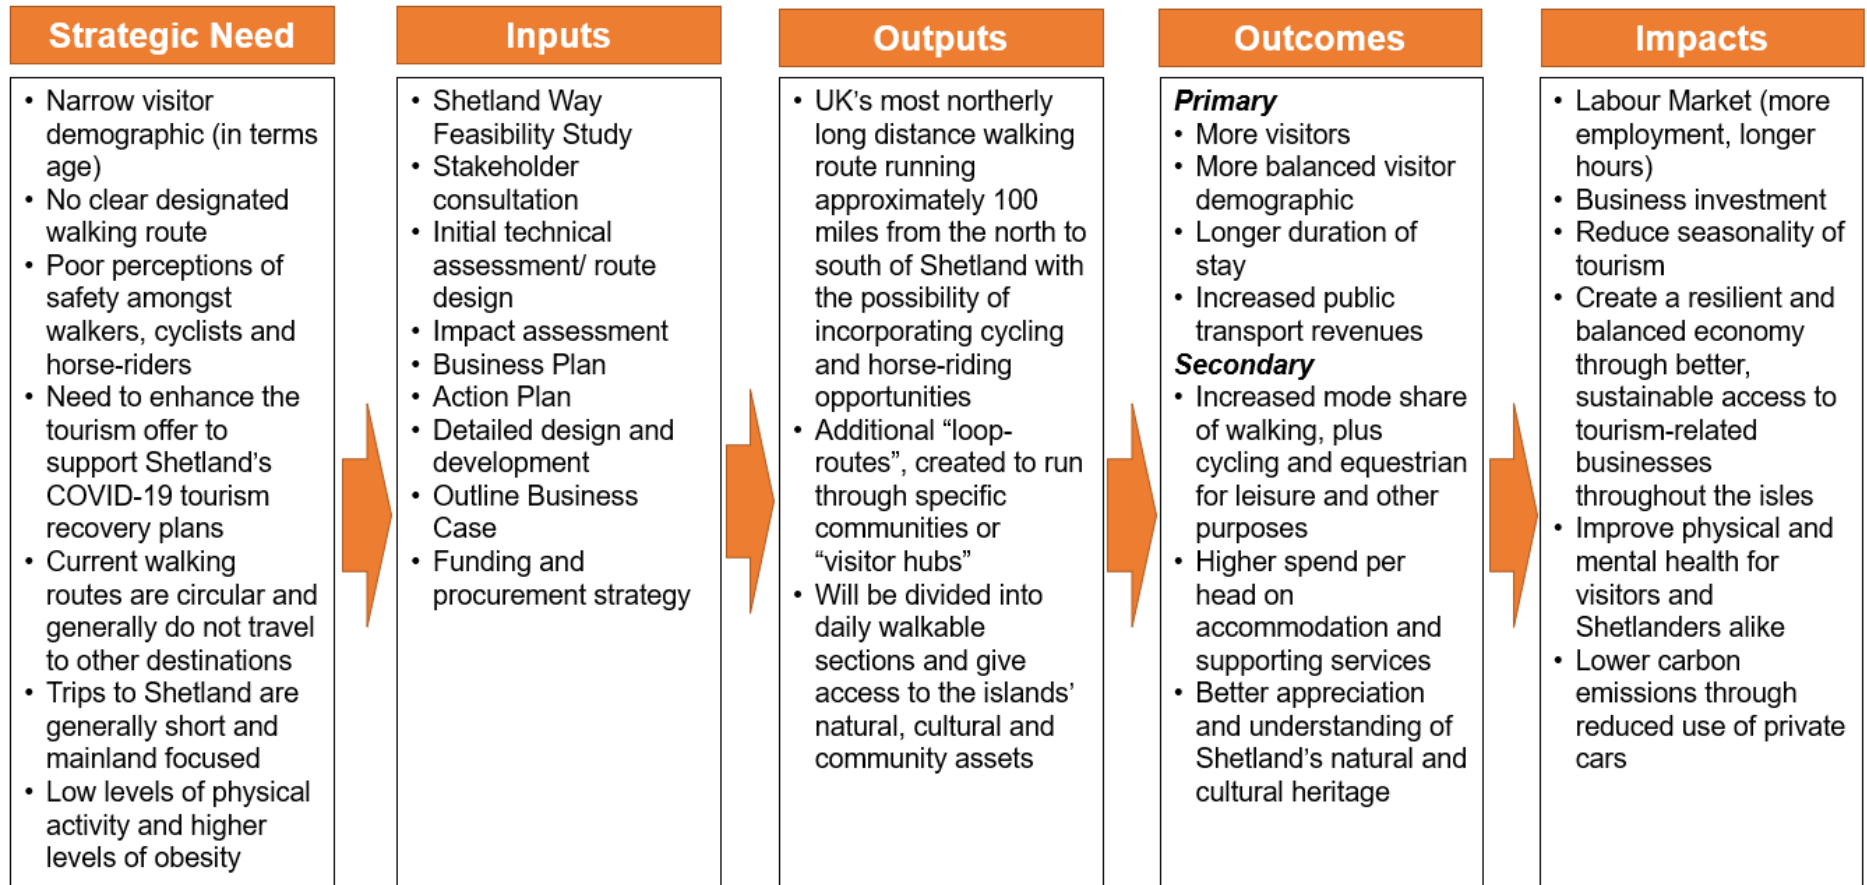 Strategic Need
• Narrow visitor
demographic (in terms
age)
• No clear designated
walking route
• Poor perceptions of
safety amongst
walkers, cyclists and
horse-riders
• Need to enhance the
tourism offer to
support Shetland’s
COVID-19 tourism
recovery plans
• Current walking
routes are circular and
generally do not travel
to other destinations
• Trips to Shetland are
generally short and
mainland focused
• Low levels of physical
activity and higher
levels of obesity
Inputs
• Shetland Way
Feasibility Study
• Stakeholder
consultation
• Initial technical
assessment/ route
design
• Impact assessment
• Business Plan
• Action Plan
• Detailed design and
development
• Outline Business
Case
• Funding and
procurement strategy
Outputs
• UK’s most northerly
long distance walking
route running
approximately 100
miles from the north to
south of Shetland with
the possibility of
incorporating cycling
and horse-riding
opportunities
• Additional “loop-
routes”, created to run
through specific
communities or
“visitor hubs”
• Will be divided into
daily walkable
sections and give
access to the islands’
natural, cultural and
community assets
Outcomes
Primary
• More visitors
• More balanced visitor
demographic
• Longer duration of
stay
• Increased public
transport revenues
Secondary
• Increased mode share
of walking, plus
cycling and equestrian
for leisure and other
purposes
• Higher spend per
head on
accommodation and
supporting services
• Better appreciation
and understanding of
Shetland’s natural and
cultural heritage
Impacts
• Labour Market (more
employment, longer
hours)
• Business investment
• Reduce seasonality of
tourism
• Create a resilient and
balanced economy
through better,
sustainable access to
tourism-related
businesses
throughout the isles
• Improve physical and
mental health for
visitors and
Shetlanders alike
• Lower carbon
emissions through
reduced use of private
cars